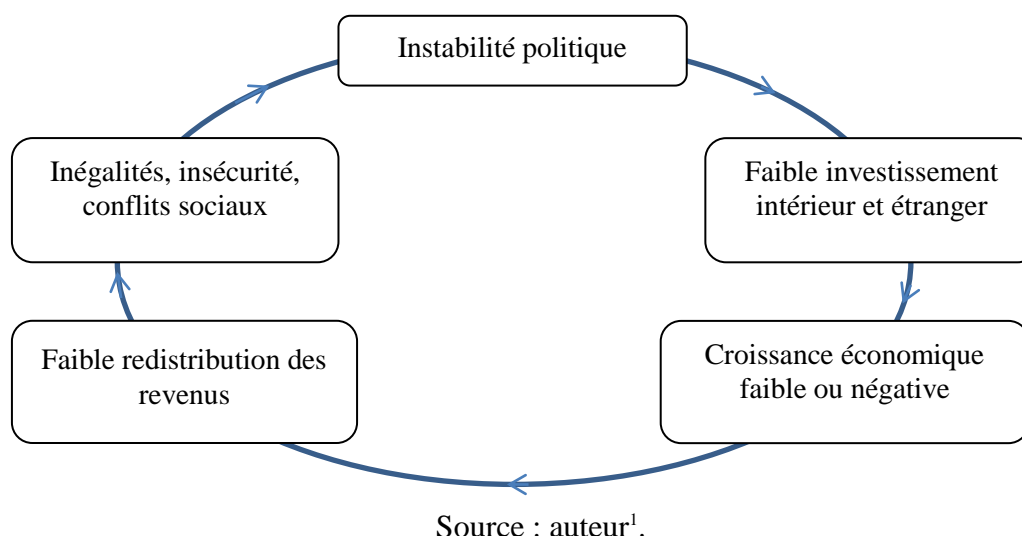 Instabilité politique
Faible investissement
intérieur et étranger
Croissance économique
faible ou négative
Faible redistribution des
revenus
Inégalités, insécurité,
conflits sociaux
Source : auteur¹.